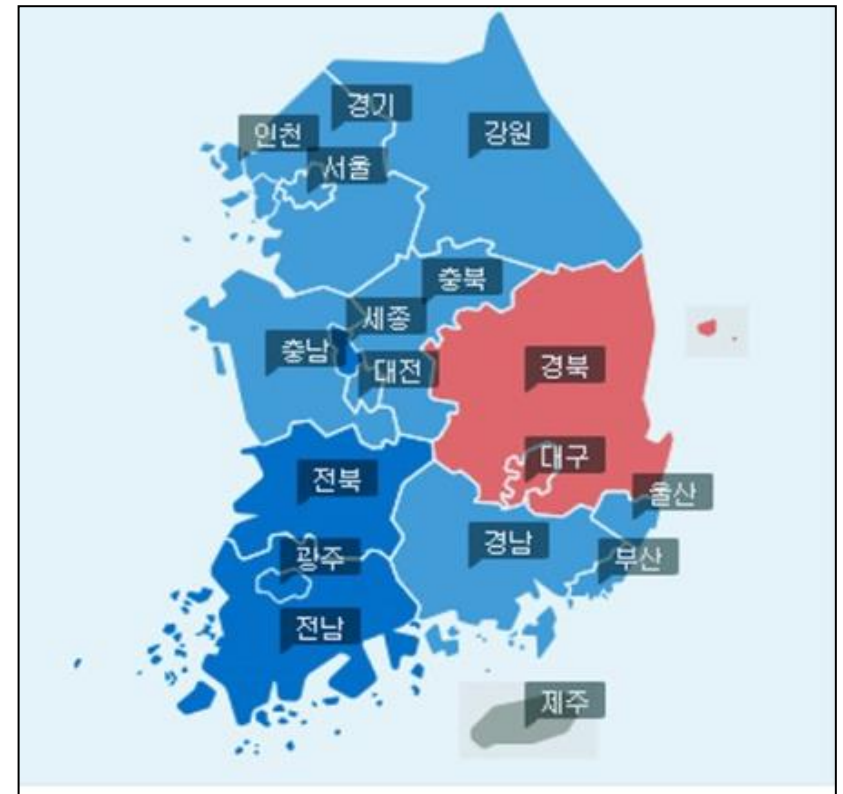 경기
인천
강원
서울
충북
세종
충남
대전
경북
대구
전북
울산
경남
광주
부산
전남
제주